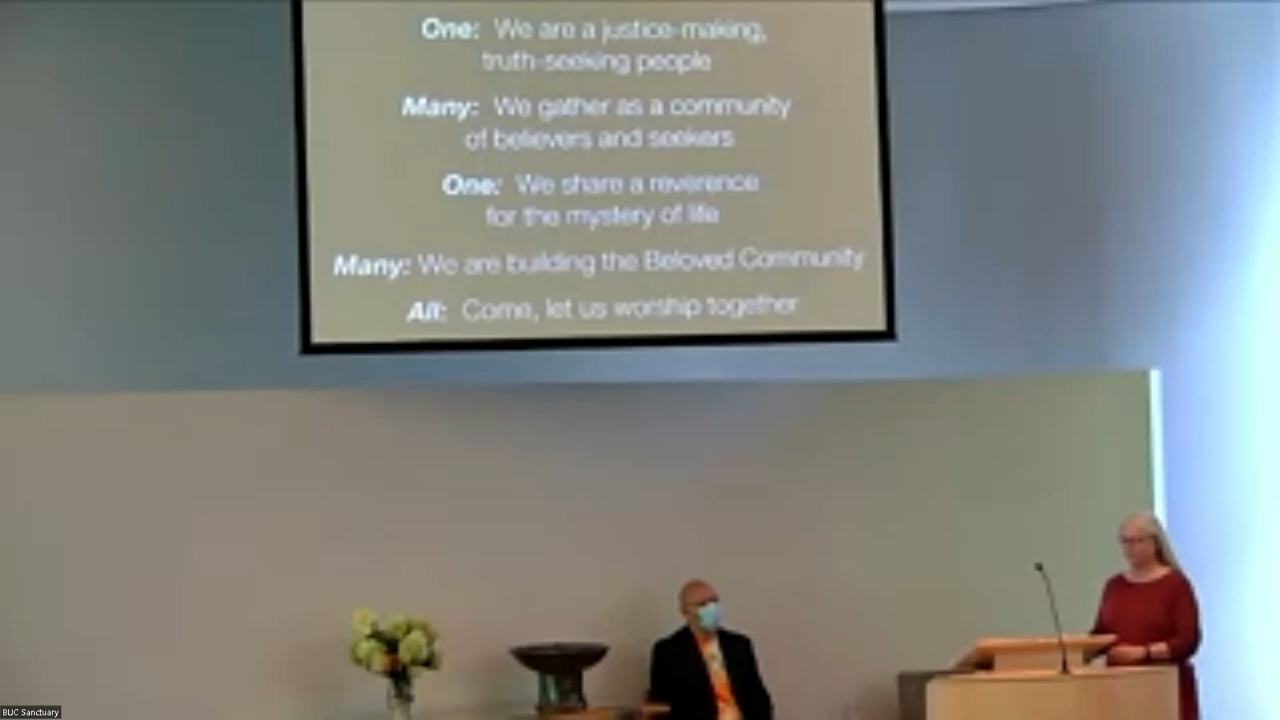 One: We are a justice-making,
truth-seeking people
Many: We gather as a community
of believers and seekers
One: We share a reverence
for the mystery of life
Many: We are building the Beloved Community
All: Come, let us worship together
BUC Sanctuary